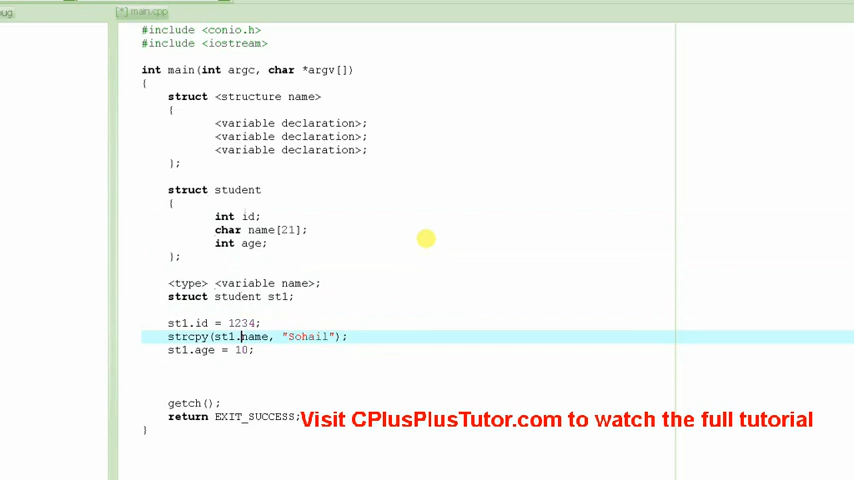 ug
[*] main.cpp
#include <conio.h>
#include <iostream>
int main(int argc, char *argv[])
{
struct <structure name>
{
<variable declaration>;
<variable declaration>;
<variable declaration>;
};
struct student
{
int id;
char name[21];
int age;
};
<type> <variable name>;
struct student st1;
st1.id = 1234;
strcpy(st1.name, "Sohail");
st1.age = 10;
getch();
return EXIT_SUCCESS;
}
Visit CPlusPlusTutor.com to watch the full tutorial